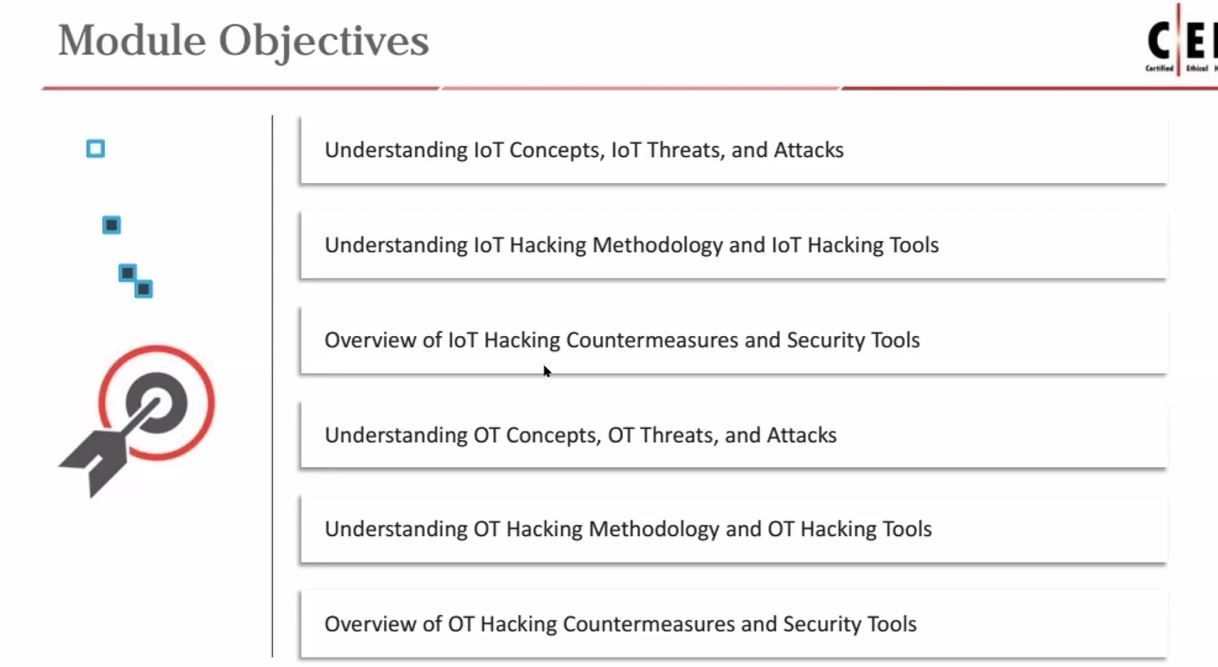 Module Objectives
C|E
Certified Ethical
Understanding IoT Concepts, IoT Threats, and Attacks
Understanding IoT Hacking Methodology and IoT Hacking Tools
Overview of IoT Hacking Countermeasures and Security Tools
Understanding OT Concepts, OT Threats, and Attacks
Understanding OT Hacking Methodology and OT Hacking Tools
Overview of OT Hacking Countermeasures and Security Tools